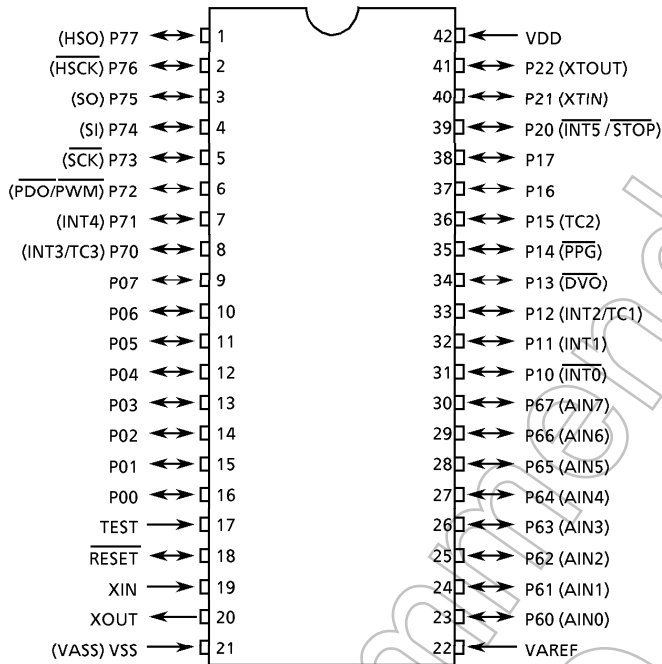 (HSO) P77 1 42 VDD
(HSCK) P76 2 41 P22 (XTOUT)
(SO) P75 3 40 P21 (XTIN)
(SI) P74 4 39 P20 (INT5 / STOP)
(SCK) P73 5 38 P17
(PDO/PWM) P72 6 37 P16
(INT4) P71 7 36 P15 (TC2)
(INT3/TC3) P70 8 35 P14 (PPG)
P07 9 34 P13 (DVO)
P06 10 33 P12 (INT2/TC1)
P05 11 32 P11 (INT1)
P04 12 31 P10 (INT0)
P03 13 30 P67 (AIN7)
P02 14 29 P66 (AIN6)
P01 15 28 P65 (AIN5)
P00 16 27 P64 (AIN4)
TEST 17 26 P63 (AIN3)
RESET 18 25 P62 (AIN2)
XIN 19 24 P61 (AIN1)
XOUT 20 23 P60 (AIN0)
(VASS) VSS 21 22 VAREF